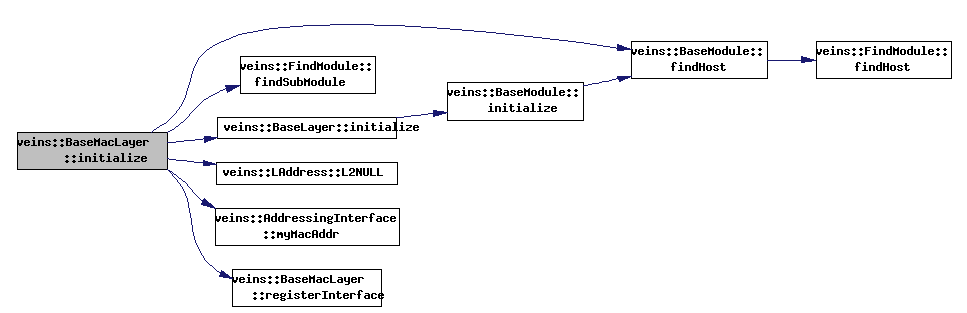 veins::BaseModule::
findHost
veins::FindModule::
findHost
veins::FindModule::
findSubModule
veins::BaseModule::
initialize
veins::BaseLayer::initialize
veins::BaseMacLayer
::initialize
veins::LAddress::L2NULL
veins::AddressingInterface
::myMacAddr
veins::BaseMacLayer
::registerInterface